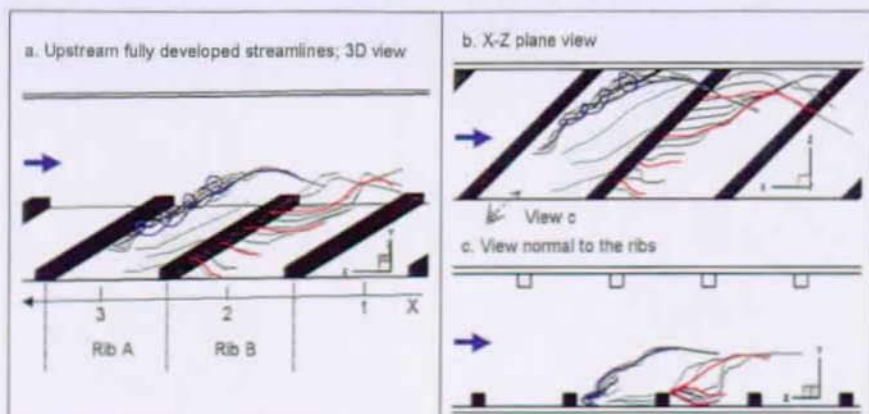 a. Upstream fully developed streamlines; 3D view
Y
X
3
2
1
X
Rib A
Rib B
b. X-Z plane view
Z
X
View c
c. View normal to the ribs
Y